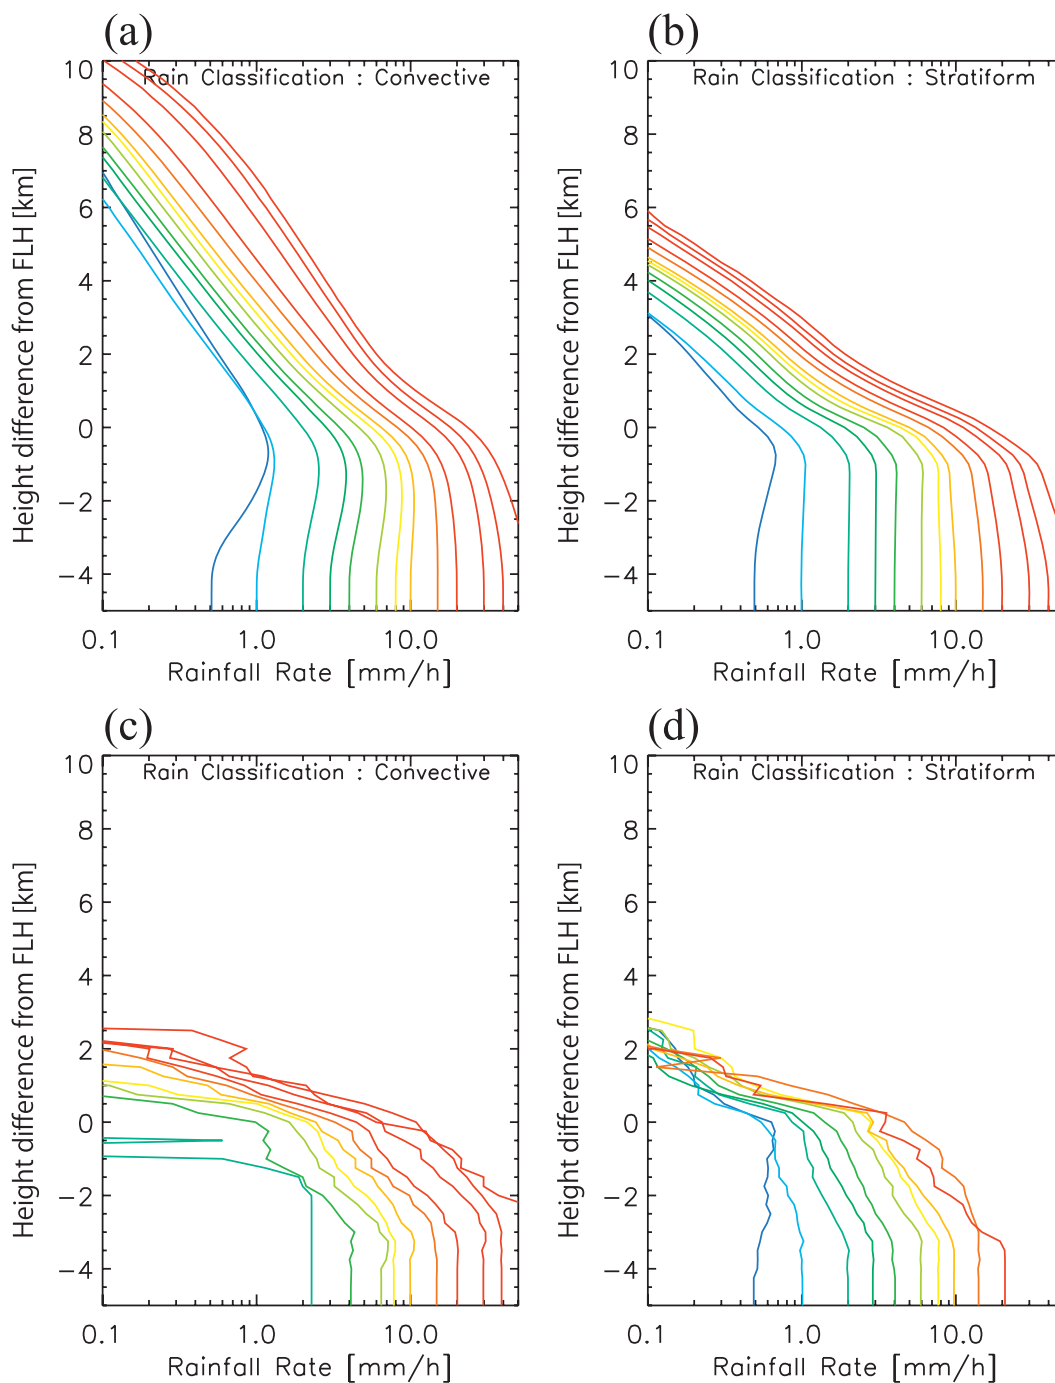 (a)
(b)
Rain Classification : Convective
Rain Classification : Stratiform
10
8
6
4
2
0
−2
−4
Height difference from FLH [km]
0.1
1.0
10.0
Rainfall Rate [mm/h]
10
8
6
4
2
0
−2
−4
Height difference from FLH [km]
0.1
1.0
10.0
Rainfall Rate [mm/h]
(c)
(d)
Rain Classification : Convective
Rain Classification : Stratiform
10
8
6
4
2
0
−2
−4
Height difference from FLH [km]
0.1
1.0
10.0
Rainfall Rate [mm/h]
10
8
6
4
2
0
−2
−4
Height difference from FLH [km]
0.1
1.0
10.0
Rainfall Rate [mm/h]